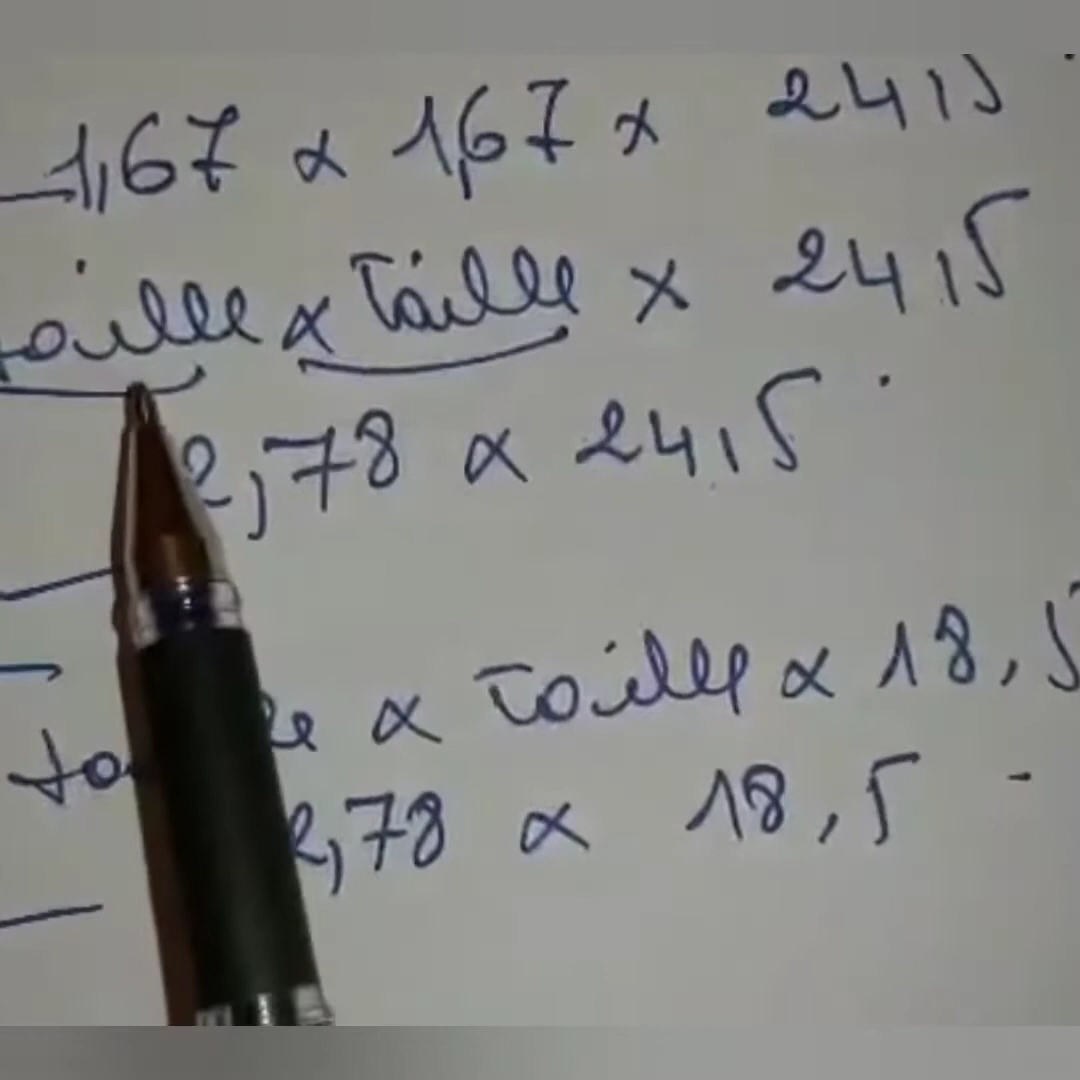 1,67 x 1,67 x 24,5
taille x Taille x 24,5
2,78 x 24,5
x taille x 18,5
2,78 x 18,5